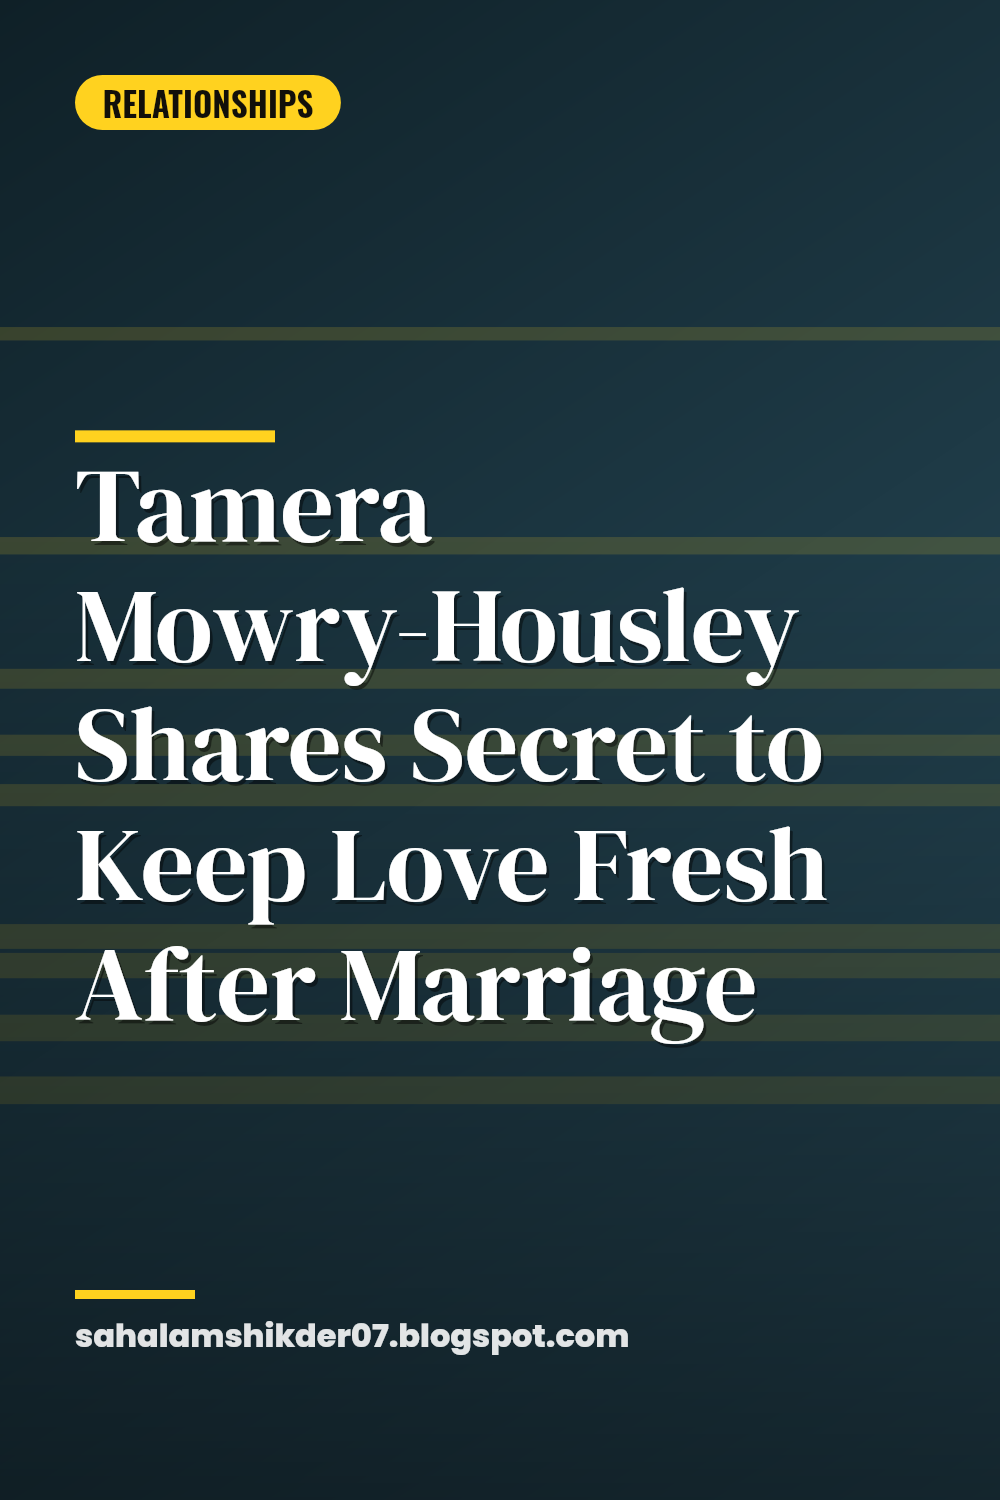 RELATIONSHIPS
Tamera
Mowry-Housley
Shares Secret to
Keep Love Fresh
After Marriage
sahalamshikder07.blogspot.com